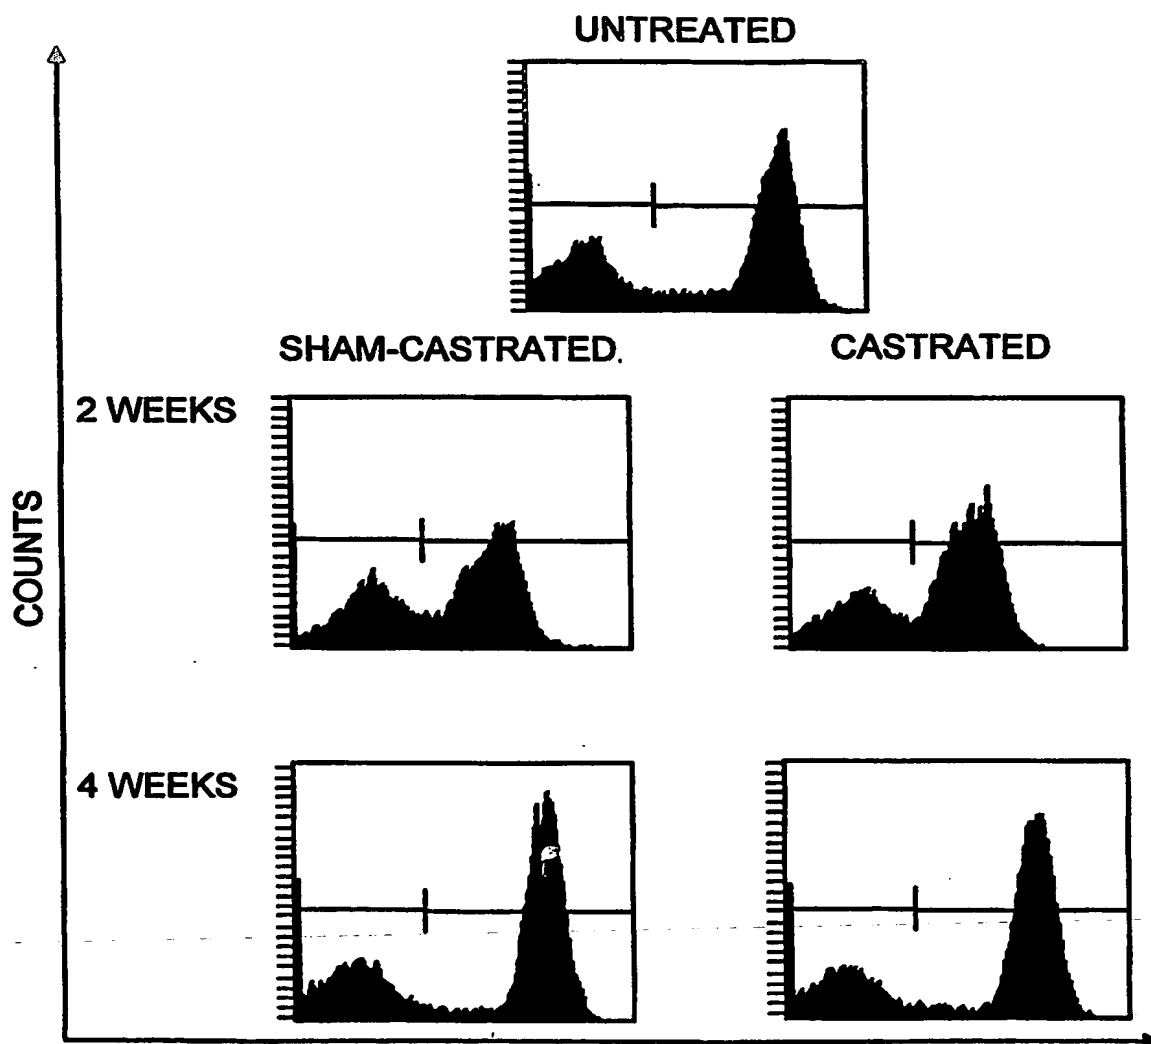 UNTREATED
SHAM-CASTRATED.
CASTRATED
2 WEEKS
COUNTS
4 WEEKS